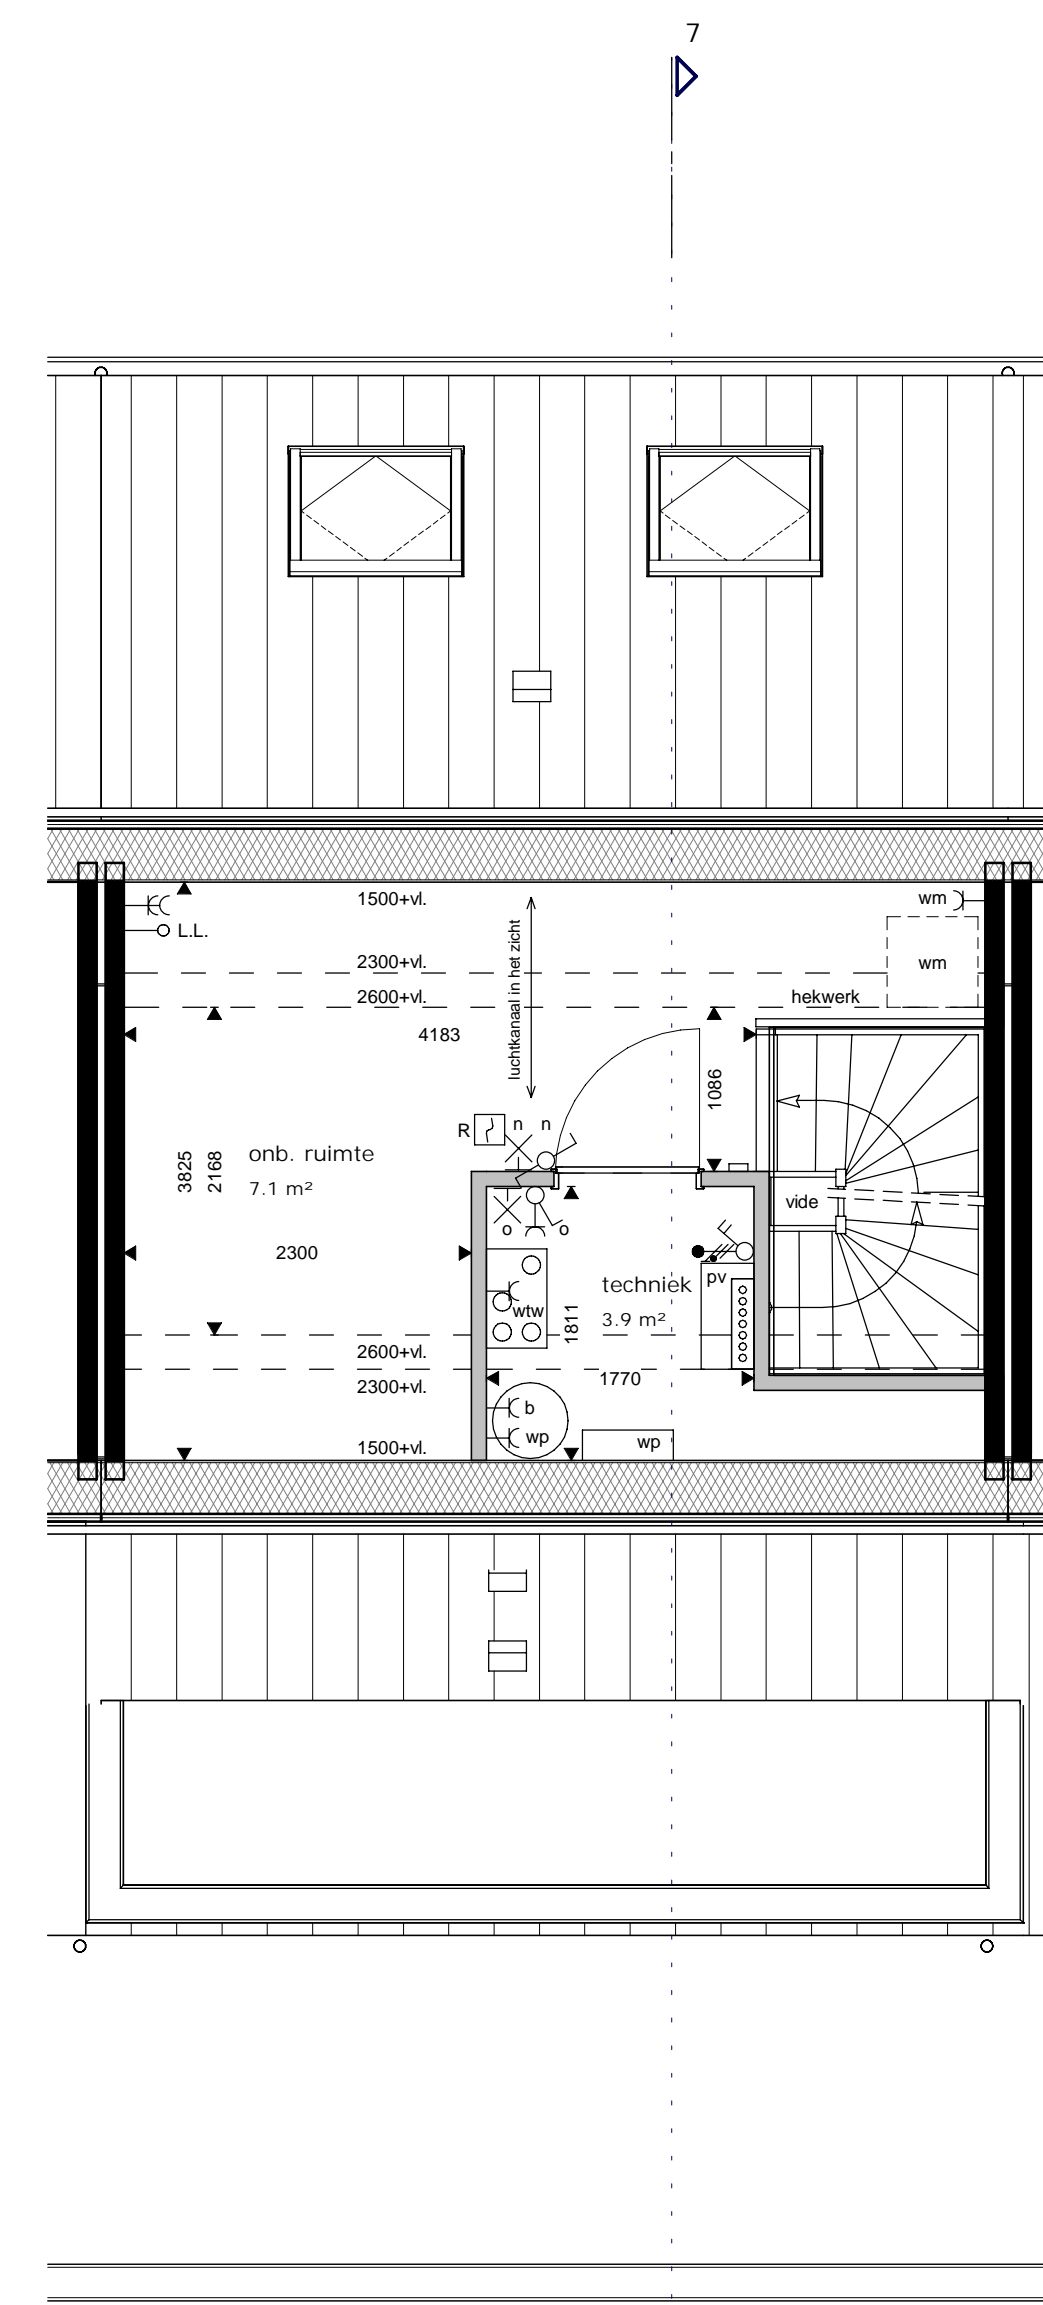 7
1500+vl.
wm
L.L.
luchtkanaal in het zicht
2300+vl.
wm
2600+vl.
hekwerk
4183
1086
R
n n
3825
2168
onb. ruimte
7.1 m²
vide
o
o
2300
techniek
3.9 m²
pv
wtw
1811
2600+vl.
2300+vl.
1770
b
wp
wp
1500+vl.